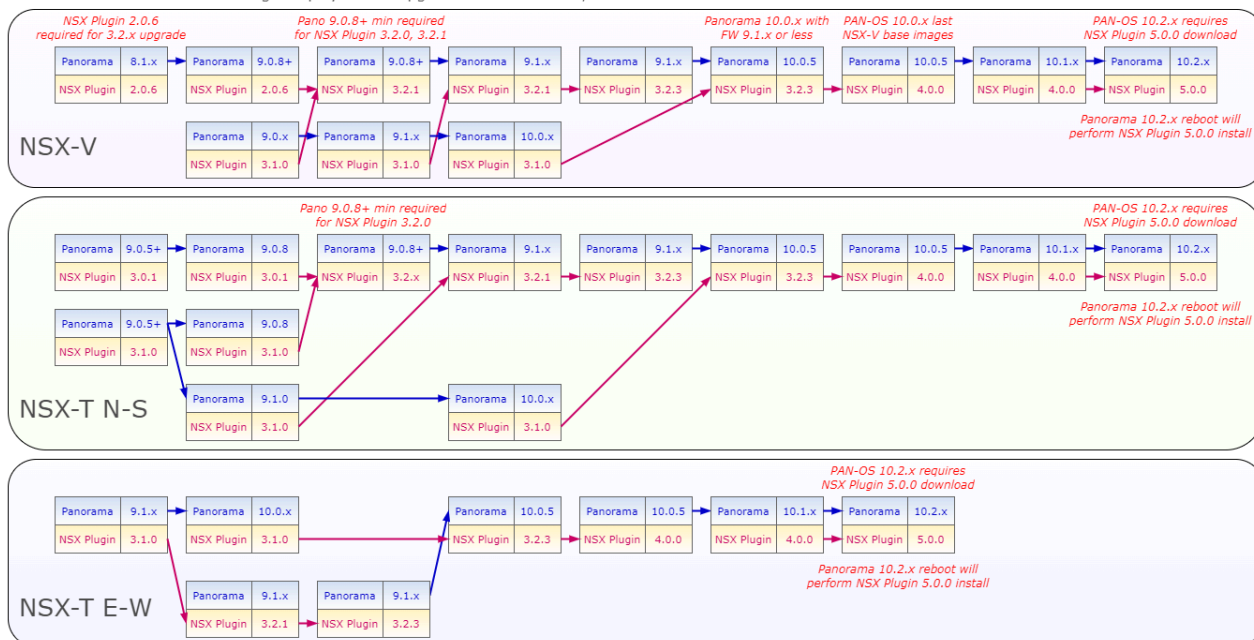 NSX Plugin 2.0.6
required for 3.2.x upgrade
Pano 9.0.8+ min required
for NSX Plugin 3.2.0, 3.2.1
Panorama 10.0.x with
FW 9.1.x or less
PAN-OS 10.0.x last
NSX-V base images
PAN-OS 10.2.x requires
NSX Plugin 5.0.0 download
Panorama 8.1.x Panorama 9.0.8+ Panorama 9.0.8+ Panorama 9.1.x Panorama 9.1.x Panorama 10.0.5 Panorama 10.0.5 Panorama 10.1.x Panorama 10.2.x
NSX Plugin 2.0.6 NSX Plugin 2.0.6 NSX Plugin 3.2.1 NSX Plugin 3.2.1 NSX Plugin 3.2.3 NSX Plugin 3.2.3 NSX Plugin 4.0.0 NSX Plugin 4.0.0 NSX Plugin 5.0.0
Panorama 10.2.x reboot will
perform NSX Plugin 5.0.0 install
Panorama 9.0.x Panorama 9.1.x Panorama 10.0.x
NSX Plugin 3.1.0 NSX Plugin 3.1.0 NSX Plugin 3.1.0
NSX-V
Pano 9.0.8+ min required
for NSX Plugin 3.2.0
PAN-OS 10.2.x requires
NSX Plugin 5.0.0 download
Panorama 9.0.5+ Panorama 9.0.8 Panorama 9.0.8+ Panorama 9.1.x Panorama 9.1.x Panorama 10.0.5 Panorama 10.0.5 Panorama 10.1.x Panorama 10.2.x
NSX Plugin 3.0.1 NSX Plugin 3.0.1 NSX Plugin 3.2.x NSX Plugin 3.2.1 NSX Plugin 3.2.3 NSX Plugin 3.2.3 NSX Plugin 4.0.0 NSX Plugin 4.0.0 NSX Plugin 5.0.0
Panorama 10.2.x reboot will
perform NSX Plugin 5.0.0 install
Panorama 9.0.5+ Panorama 9.0.8
NSX Plugin 3.1.0 NSX Plugin 3.1.0
Panorama 9.1.0 Panorama 10.0.x
NSX Plugin 3.1.0 NSX Plugin 3.1.0
NSX-T N-S
PAN-OS 10.2.x requires
NSX Plugin 5.0.0 download
Panorama 9.1.x Panorama 10.0.x Panorama 10.0.5 Panorama 10.0.5 Panorama 10.1.x Panorama 10.2.x
NSX Plugin 3.1.0 NSX Plugin 3.1.0 NSX Plugin 3.2.3 NSX Plugin 4.0.0 NSX Plugin 4.0.0 NSX Plugin 5.0.0
Panorama 10.2.x reboot will
perform NSX Plugin 5.0.0 install
Panorama 9.1.x Panorama 9.1.x
NSX Plugin 3.2.1 NSX Plugin 3.2.3
NSX-T E-W